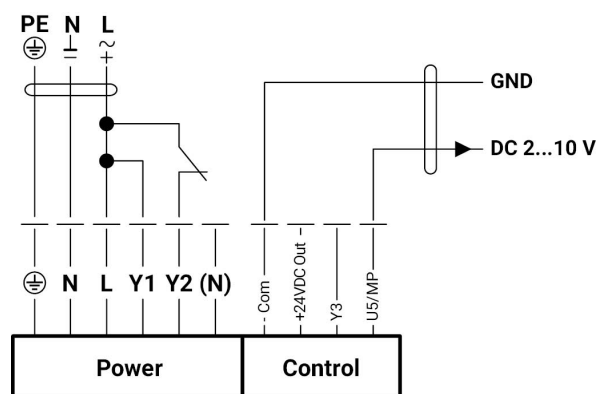 PE N L
GND
DC 2...10 V
N L Y1 Y2 (N)
- Com
+24VDC Out
Y3
U5/MP
Power
Control